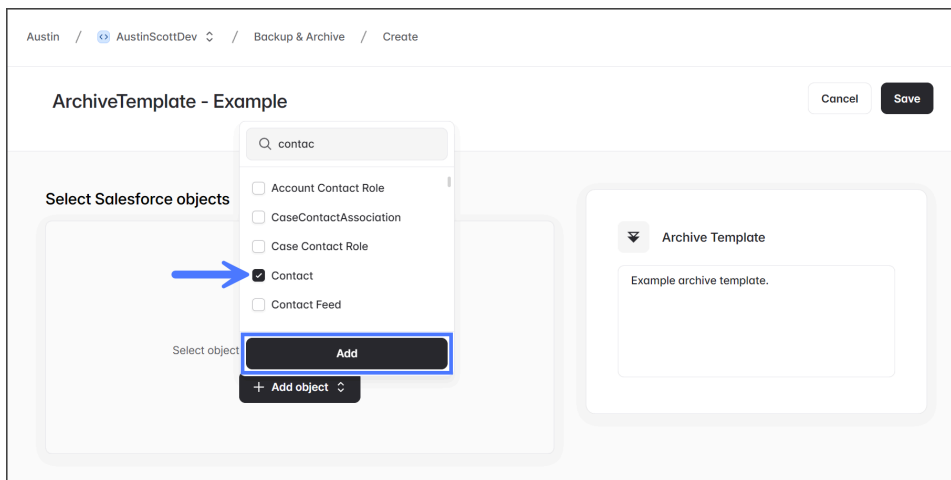 Austin / AustinScottDev / Backup & Archive / Create
ArchiveTemplate - Example
Cancel
Save
contac
Select Salesforce objects
Account Contact Role
CaseContactAssociation
Case Contact Role
Contact
Contact Feed
Select object
Add
+ Add object
Archive Template
Example archive template.